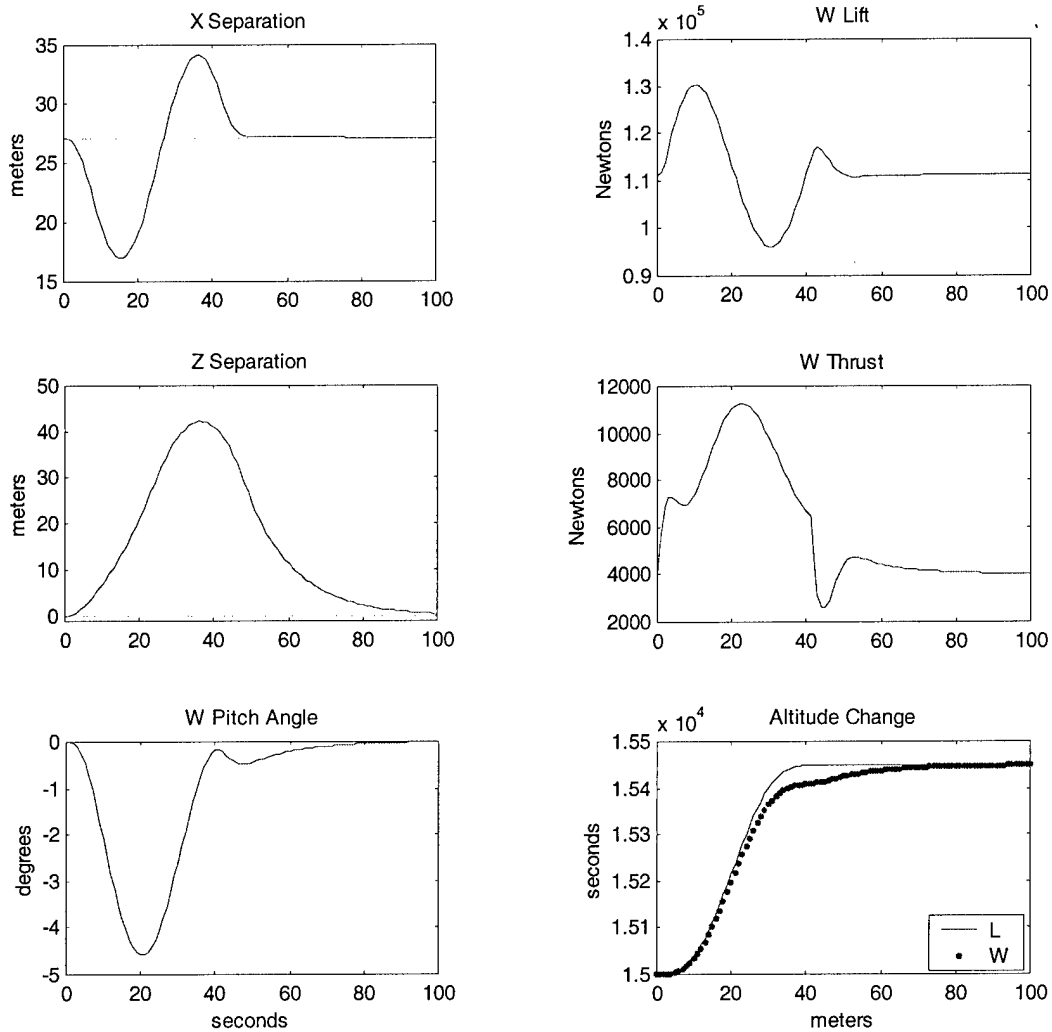 X Separation
35
30
25
20
15
meters
0 20 40 60 80 100
W Lift
x 10^5
1.4
1.3
1.2
1.1
1
0.9
Newtons
0 20 40 60 80 100
Z Separation
50
40
30
20
10
0
meters
0 20 40 60 80 100
W Thrust
12000
10000
8000
6000
4000
2000
Newtons
0 20 40 60 80 100
W Pitch Angle
0
-1
-2
-3
-4
-5
degrees
0 20 40 60 80 100
seconds
Altitude Change
x 10^4
1.55
1.54
1.53
1.52
1.51
1.5
seconds
L
W
0 20 40 60 80 100
meters